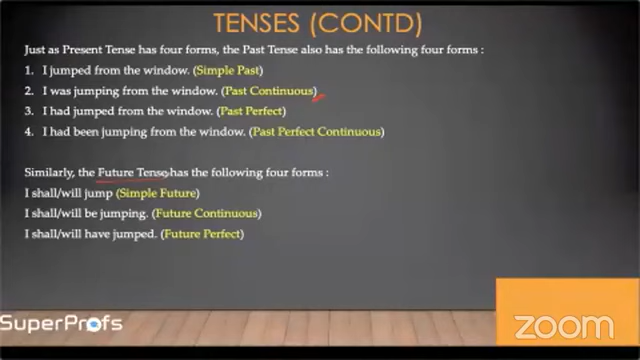 TENSES (CONTD)
Just as Present Tense has four forms, the Past Tense also has the following four forms :
1. I jumped from the window. (Simple Past)
2. I was jumping from the window. (Past Continuous)
3. I had jumped from the window. (Past Perfect)
4. I had been jumping from the window. (Past Perfect Continuous)
Similarly, the Future Tense has the following four forms :
I shall/will jump (Simple Future)
I shall/will be jumping. (Future Continuous)
I shall/will have jumped. (Future Perfect)
SuperProfs
zoom